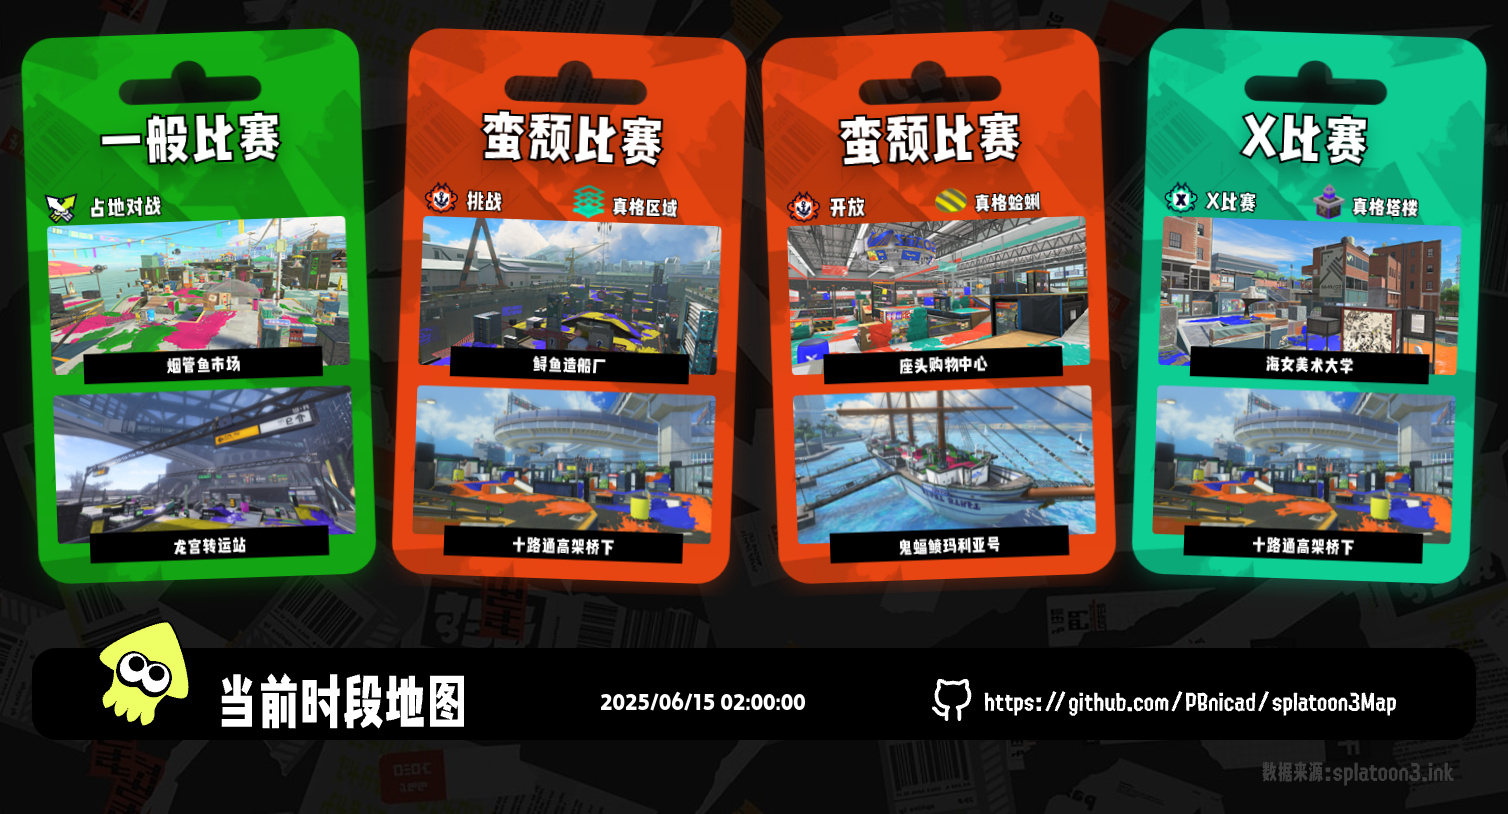 一般比赛
占地对战
烟管鱼市场
龙宫转运站
蛮颓比赛
挑战
真格区域
鲟鱼造船厂
十路通高架桥下
蛮颓比赛
开放
真格蛤蜊
座头购物中心
鬼蝠鲼玛利亚号
X比赛
X比赛
真格塔楼
海女美术大学
十路通高架桥下
当前时段地图
2025/06/15 02:00:00
https://github.com/PBnicad/splatoon3Map
数据来源:splatoon3.ink